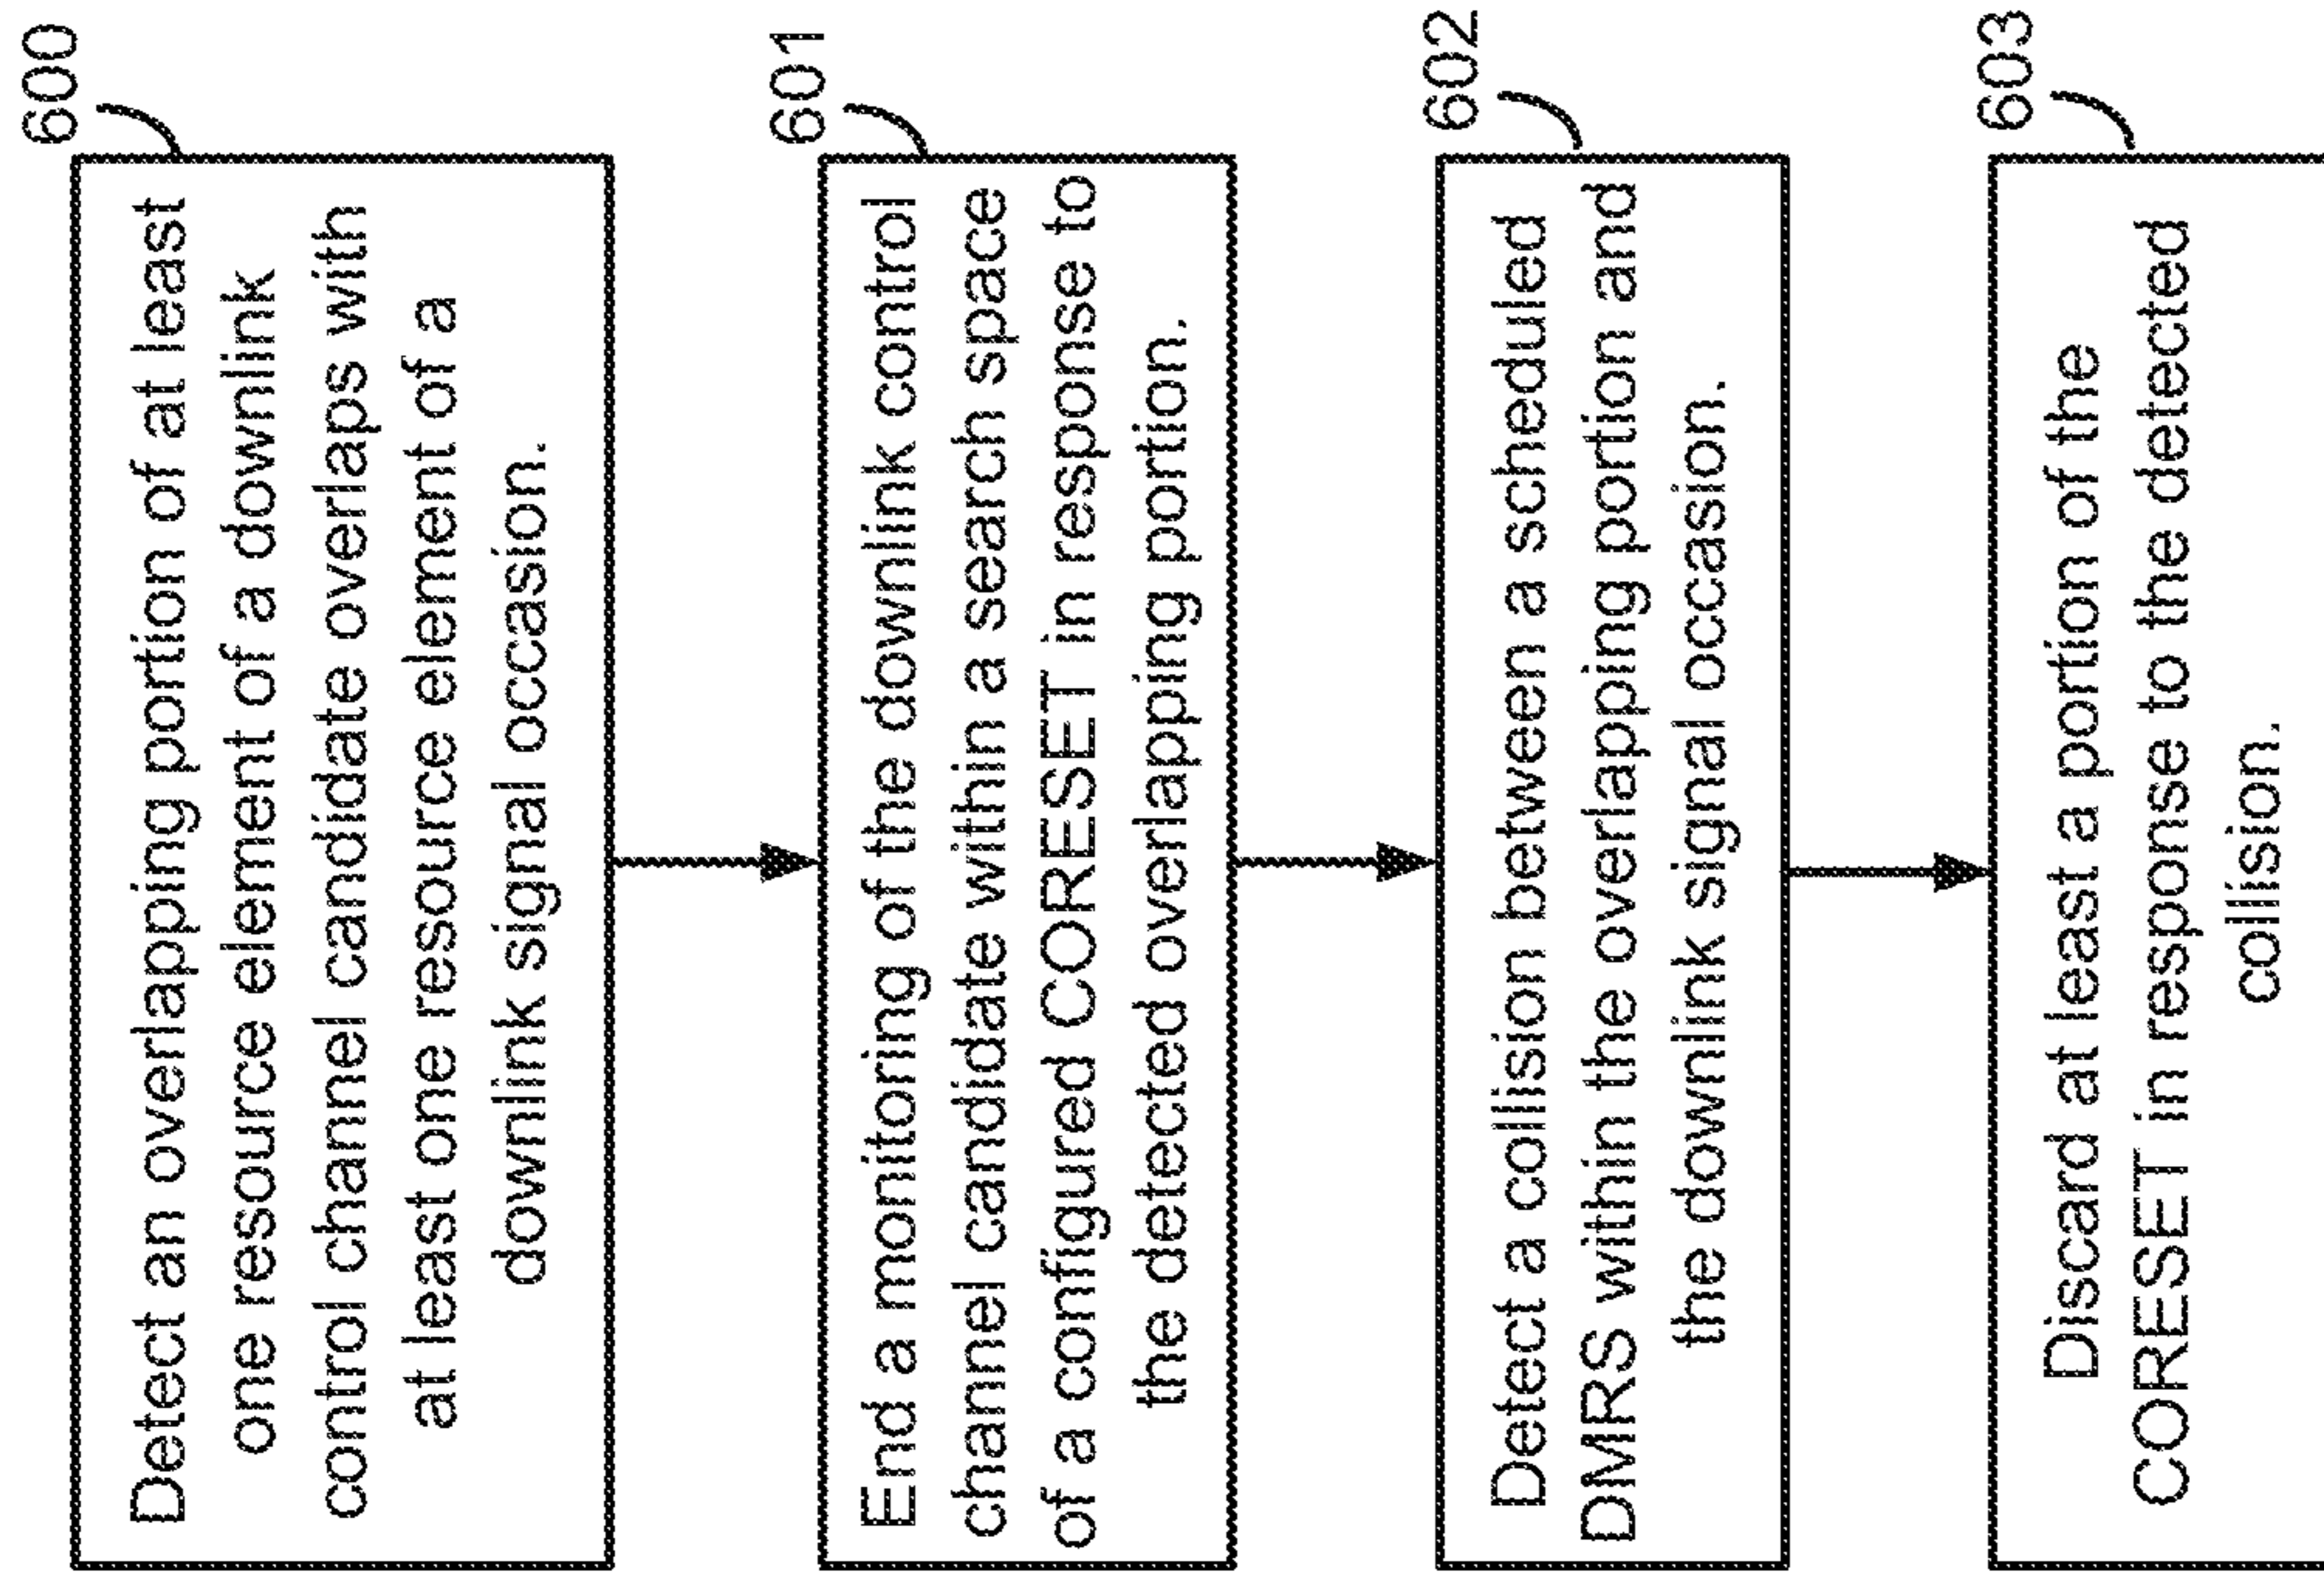 600
Detect an overlapping portion of at least
one resource element of a downlink
control channel candidate overlaps with
at least one resource element of a
downlink signal occasion.
601
End a monitoring of the downlink control
channel candidate within a search space
of a configured CORESET in response to
the detected overlapping portion.
602
Detect a collision between a scheduled
DMRS within the overlapping portion and
the downlink signal occasion.
603
Discard at least a portion of the
CORESET in response to the detected
collision.